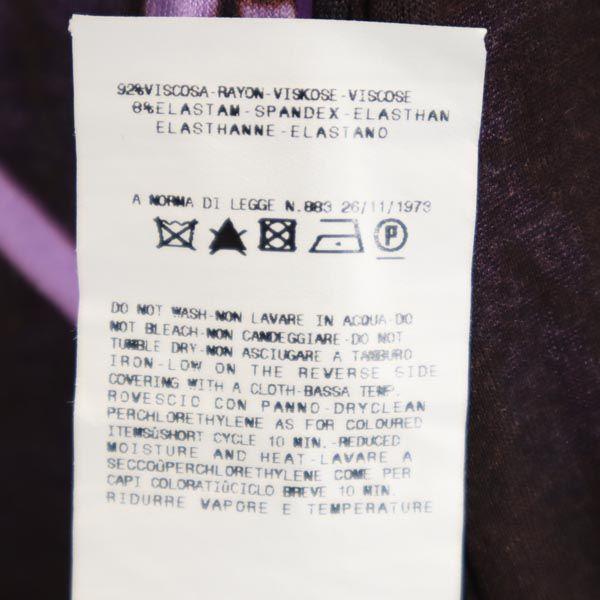 92%VISCOSA-RAYON-VISKOSE-VISCOSE
8%ELASTAM-SPANDEX-ELASTHAN
ELASTHANNE-ELASTANO
A NORMA DI LEGGE N.883 26/11/1973
P
DO NOT WASH-NON LAVARE IN ACQUA-DO
NOT BLEACH-NON CANDEGGIARE-DO NOT
TUMBLE DRY-NON ASCIUGARE A TAMBURO
IRON-LOW ON THE REVERSE SIDE
COVERING WITH A CLOTH-BASSA TEMP.
ROVESCIO CON PANNO-DRYCLEAN
PERCHLORETHYLENE AS FOR COLOURED
ITEMSûSHORT CYCLE 10 MIN.-REDUCED
MOISTURE AND HEAT-LAVARE A
SECCOûPERCHLORETHYLENE COME PER
CAPI COLORATIûCICLO BREVE 10 MIN.
RIDURRE VAPORE E TEMPERATURE